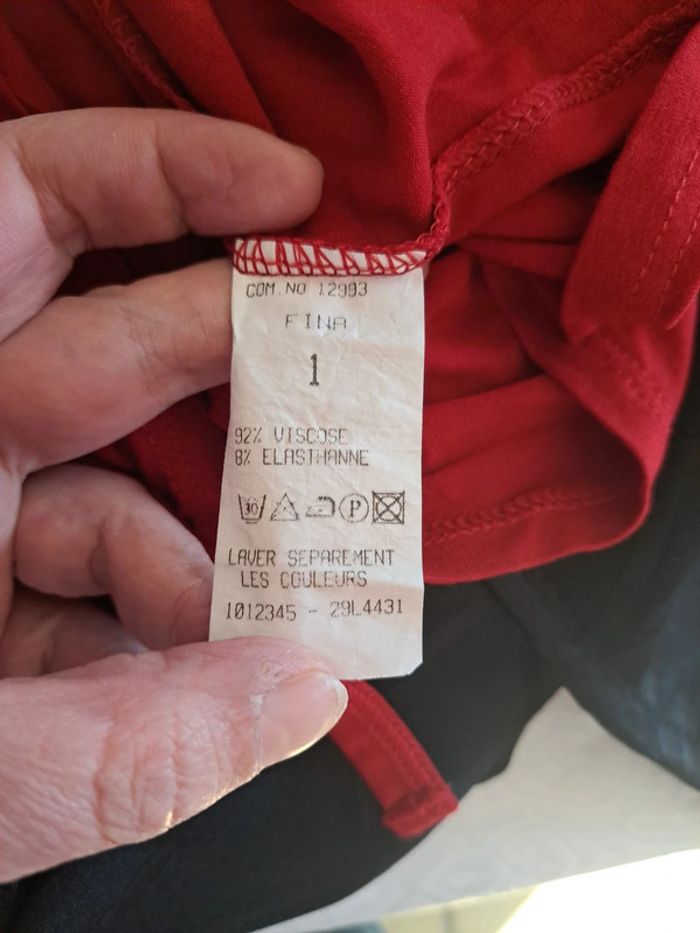 COM.NO 12993
FINA
1
92% VISCOSE
8% ELASTHANNE
30 P
LAVER SEPAREMENT
LES COULEURS
1012345 - 29L4431